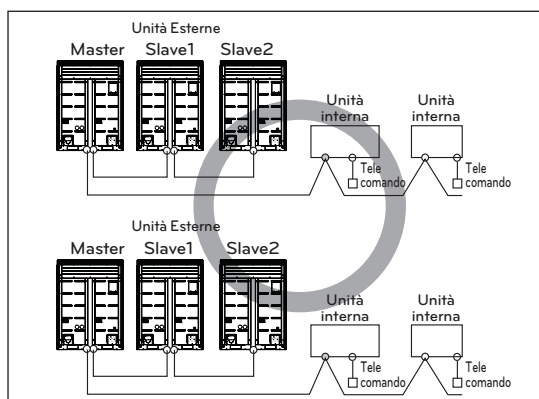 Unità Esterne
Master Slave1 Slave2
Unità interna
Unità interna
Tele comando
Tele comando
Unità Esterne
Master Slave1 Slave2
Unità interna
Unità interna
Tele comando
Tele comando